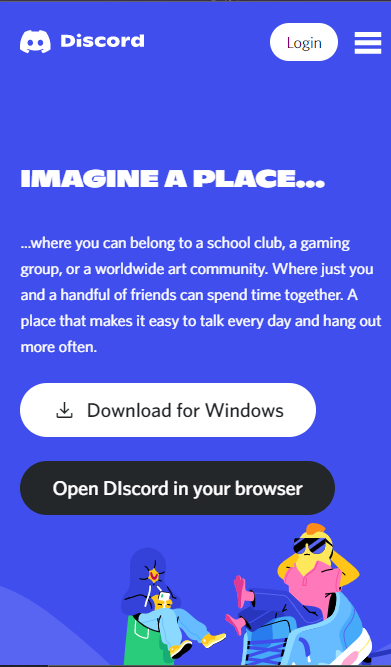 Discord
Login
IMAGINE A PLACE...
...where you can belong to a school club, a gaming
group, or a worldwide art community. Where just you
and a handful of friends can spend time together. A
place that makes it easy to talk every day and hang out
more often.
Download for Windows
Open DIscord in your browser